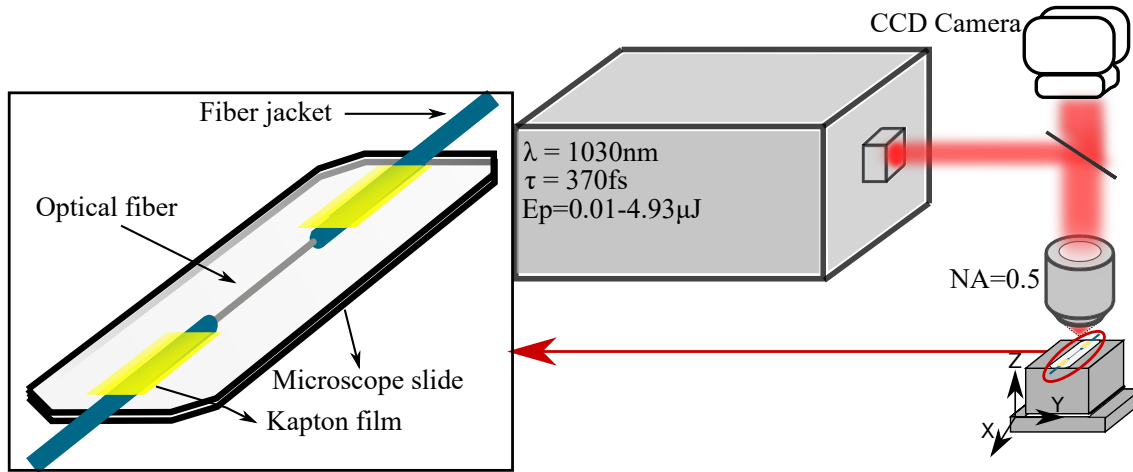 CCD Camera
Fiber jacket
λ = 1030nm
τ = 370fs
Ep=0.01-4.93μJ
Optical fiber
NA=0.5
Microscope slide
Kapton film
Z
Y
X